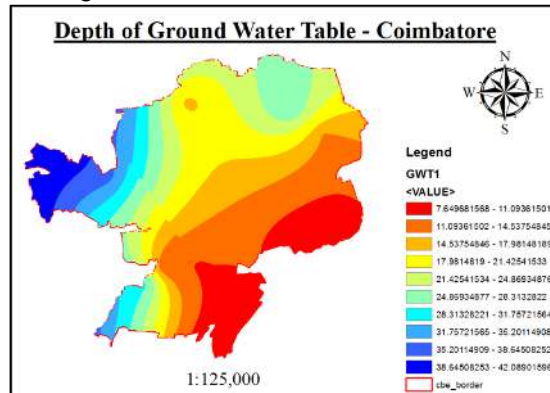 Depth of Ground Water Table - Coimbatore
N
W E
S
Legend
GWT1
<VALUE>
7.649681568 - 11.09361501
11.09361502 - 14.53754845
14.53754846 - 17.98148189
17.9814819 - 21.42541533
21.42541534 - 24.86934876
24.86934877 - 28.3132822
28.31328221 - 31.75721564
31.75721565 - 35.20114908
35.20114909 - 38.64508252
38.64508253 - 42.08901596
cbe_border
1:125,000